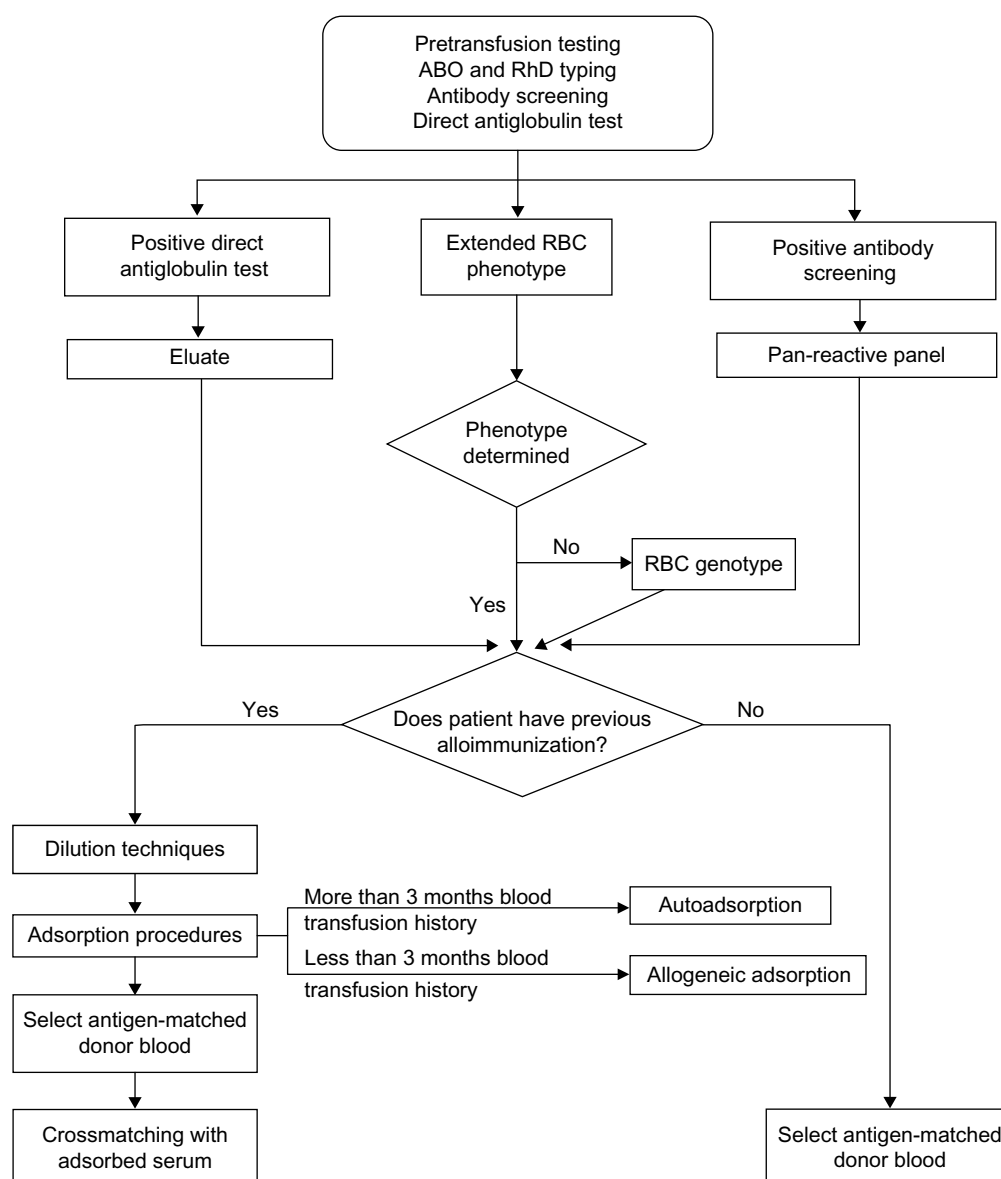 Pretransfusion testing
ABO and RhD typing
Antibody screening
Direct antiglobulin test
Positive direct
antiglobulin test
Extended RBC
phenotype
Positive antibody
screening
Eluate
Pan-reactive panel
Phenotype
determined
No
RBC genotype
Yes
Does patient have previous
alloimmunization?
Yes
No
Dilution techniques
Adsorption procedures
More than 3 months blood
transfusion history
Autoadsorption
Less than 3 months blood
transfusion history
Allogeneic adsorption
Select antigen-matched
donor blood
Crossmatching with
adsorbed serum
Select antigen-matched
donor blood